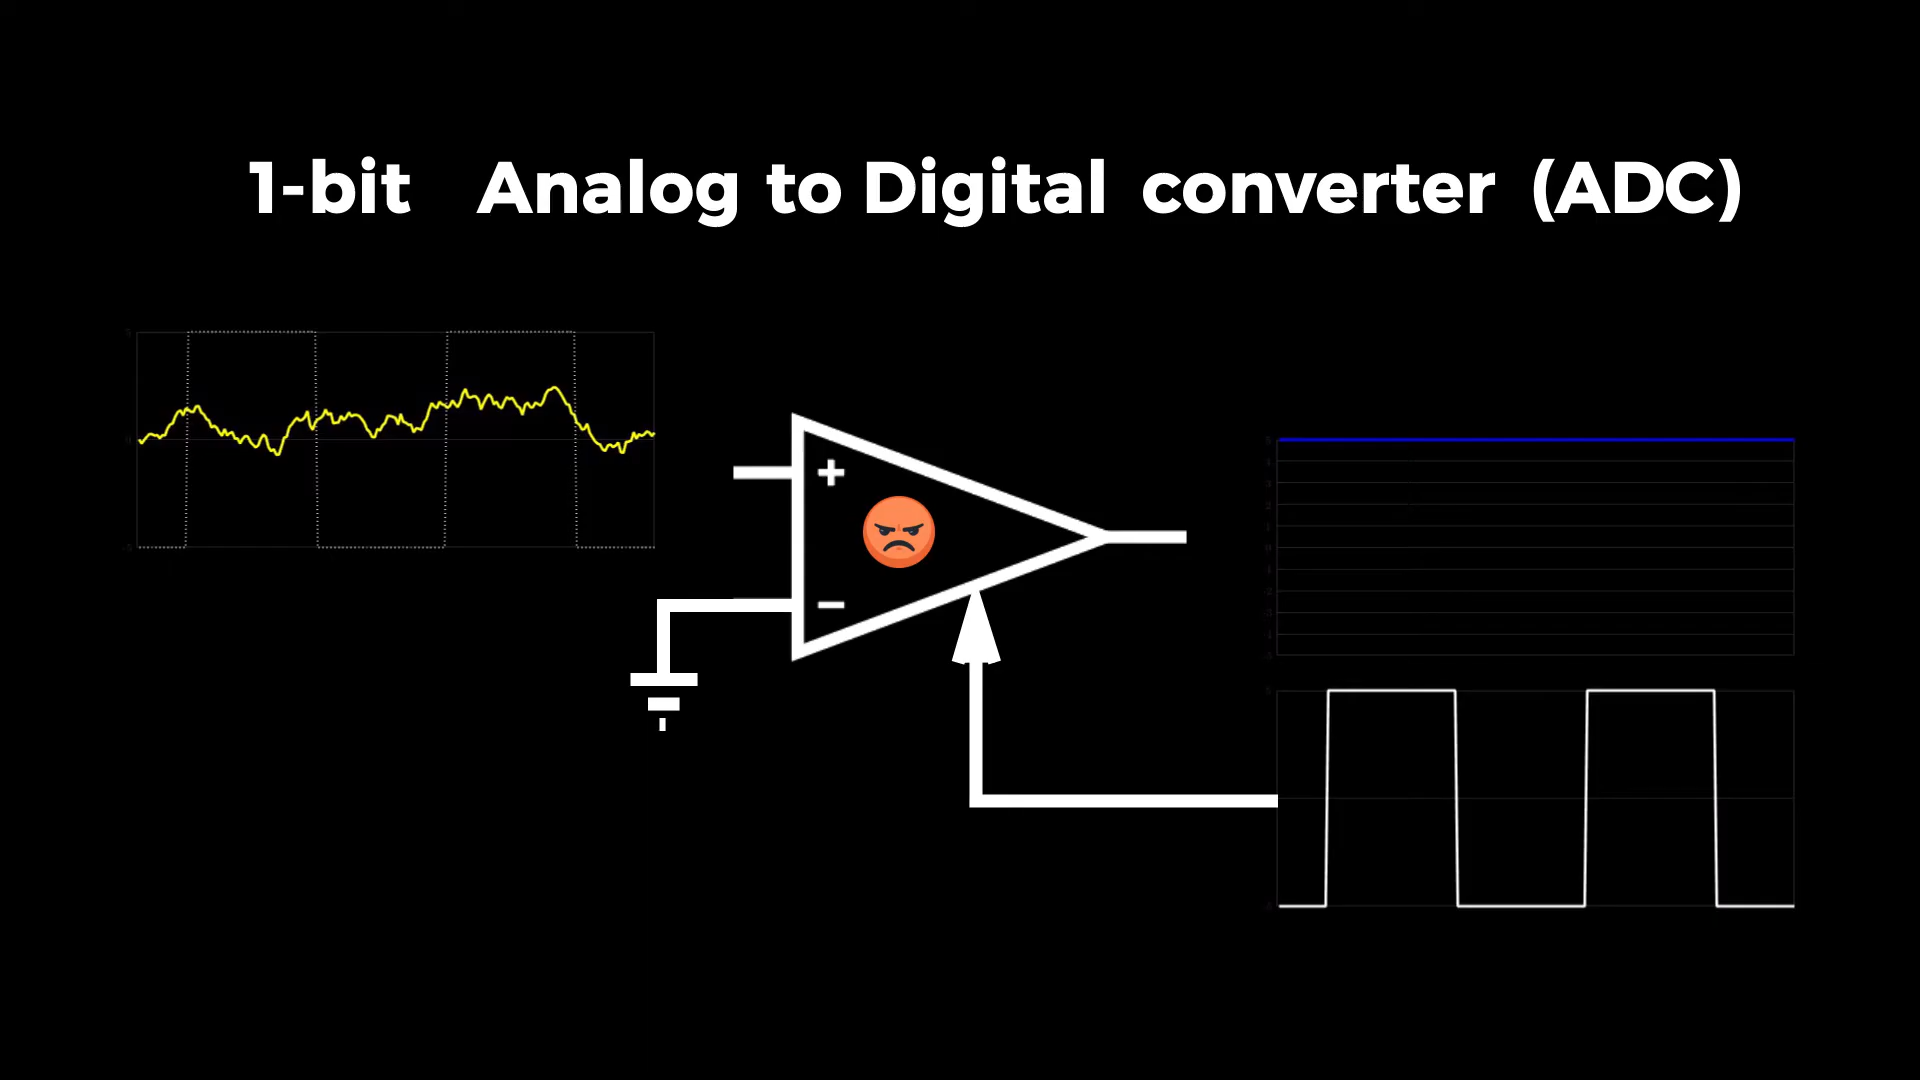 1-bit Analog to Digital converter (ADC)
+
−